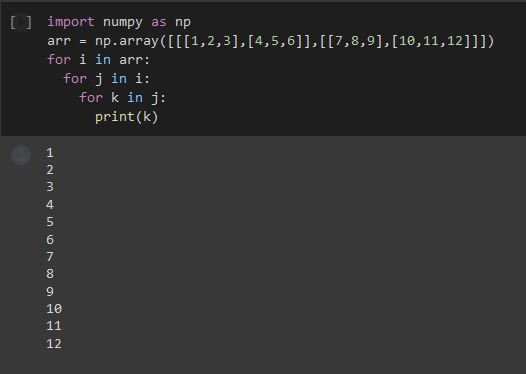 [ ] import numpy as np
arr = np.array([[[1,2,3],[4,5,6]],[[7,8,9],[10,11,12]]])
for i in arr:
  for j in i:
    for k in j:
      print(k)
1
2
3
4
5
6
7
8
9
10
11
12